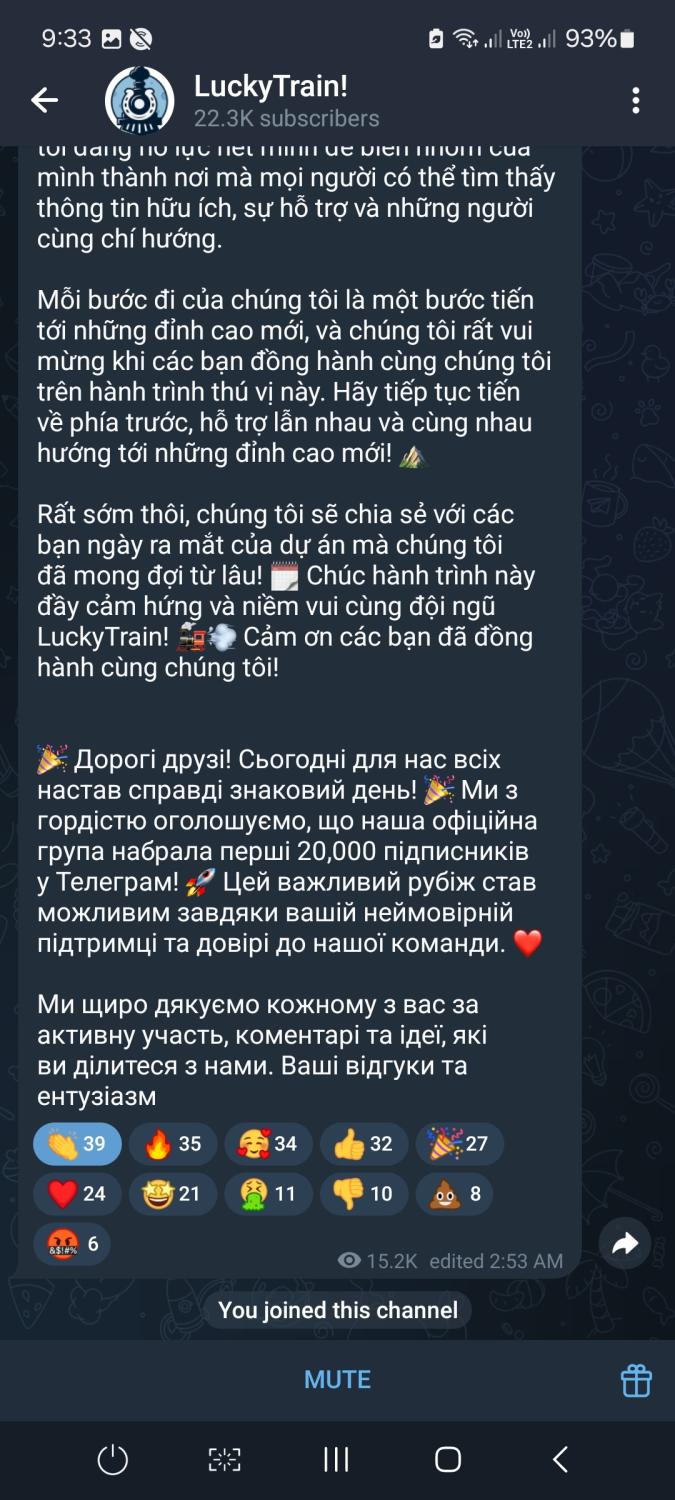 9:33
Vo))
LTE2
93%
LuckyTrain!
22.3K subscribers
tôi đang nỗ lực hết mình để biến nhóm của
mình thành nơi mà mọi người có thể tìm thấy
thông tin hữu ích, sự hỗ trợ và những người
cùng chí hướng.
Mỗi bước đi của chúng tôi là một bước tiến
tới những đỉnh cao mới, và chúng tôi rất vui
mừng khi các bạn đồng hành cùng chúng tôi
trên hành trình thú vị này. Hãy tiếp tục tiến
về phía trước, hỗ trợ lẫn nhau và cùng nhau
hướng tới những đỉnh cao mới! ⛰️
Rất sớm thôi, chúng tôi sẽ chia sẻ với các
bạn ngày ra mắt của dự án mà chúng tôi
đã mong đợi từ lâu! 🗓️ Chúc hành trình này
đầy cảm hứng và niềm vui cùng đội ngũ
LuckyTrain! 🚂💨 Cảm ơn các bạn đã đồng
hành cùng chúng tôi!
🎉 Дорогі друзі! Сьогодні для нас всіх
настав справді знаковий день! 🎉 Ми з
гордістю оголошуємо, що наша офіційна
група набрала перші 20,000 підписників
у Телеграм! 🚀 Цей важливий рубіж став
можливим завдяки вашій неймовірній
підтримці та довірі до нашої команди. ❤️
Ми щиро дякуємо кожному з вас за
активну участь, коментарі та ідеї, які
ви ділитеся з нами. Ваші відгуки та
ентузіазм
👏 39 🔥 35 🥰 34 👍 32 🎉 27
❤️ 24 🤩 21 🤮 11 👎 10 💩 8
🤬 6
15.2K edited 2:53 AM
You joined this channel
MUTE